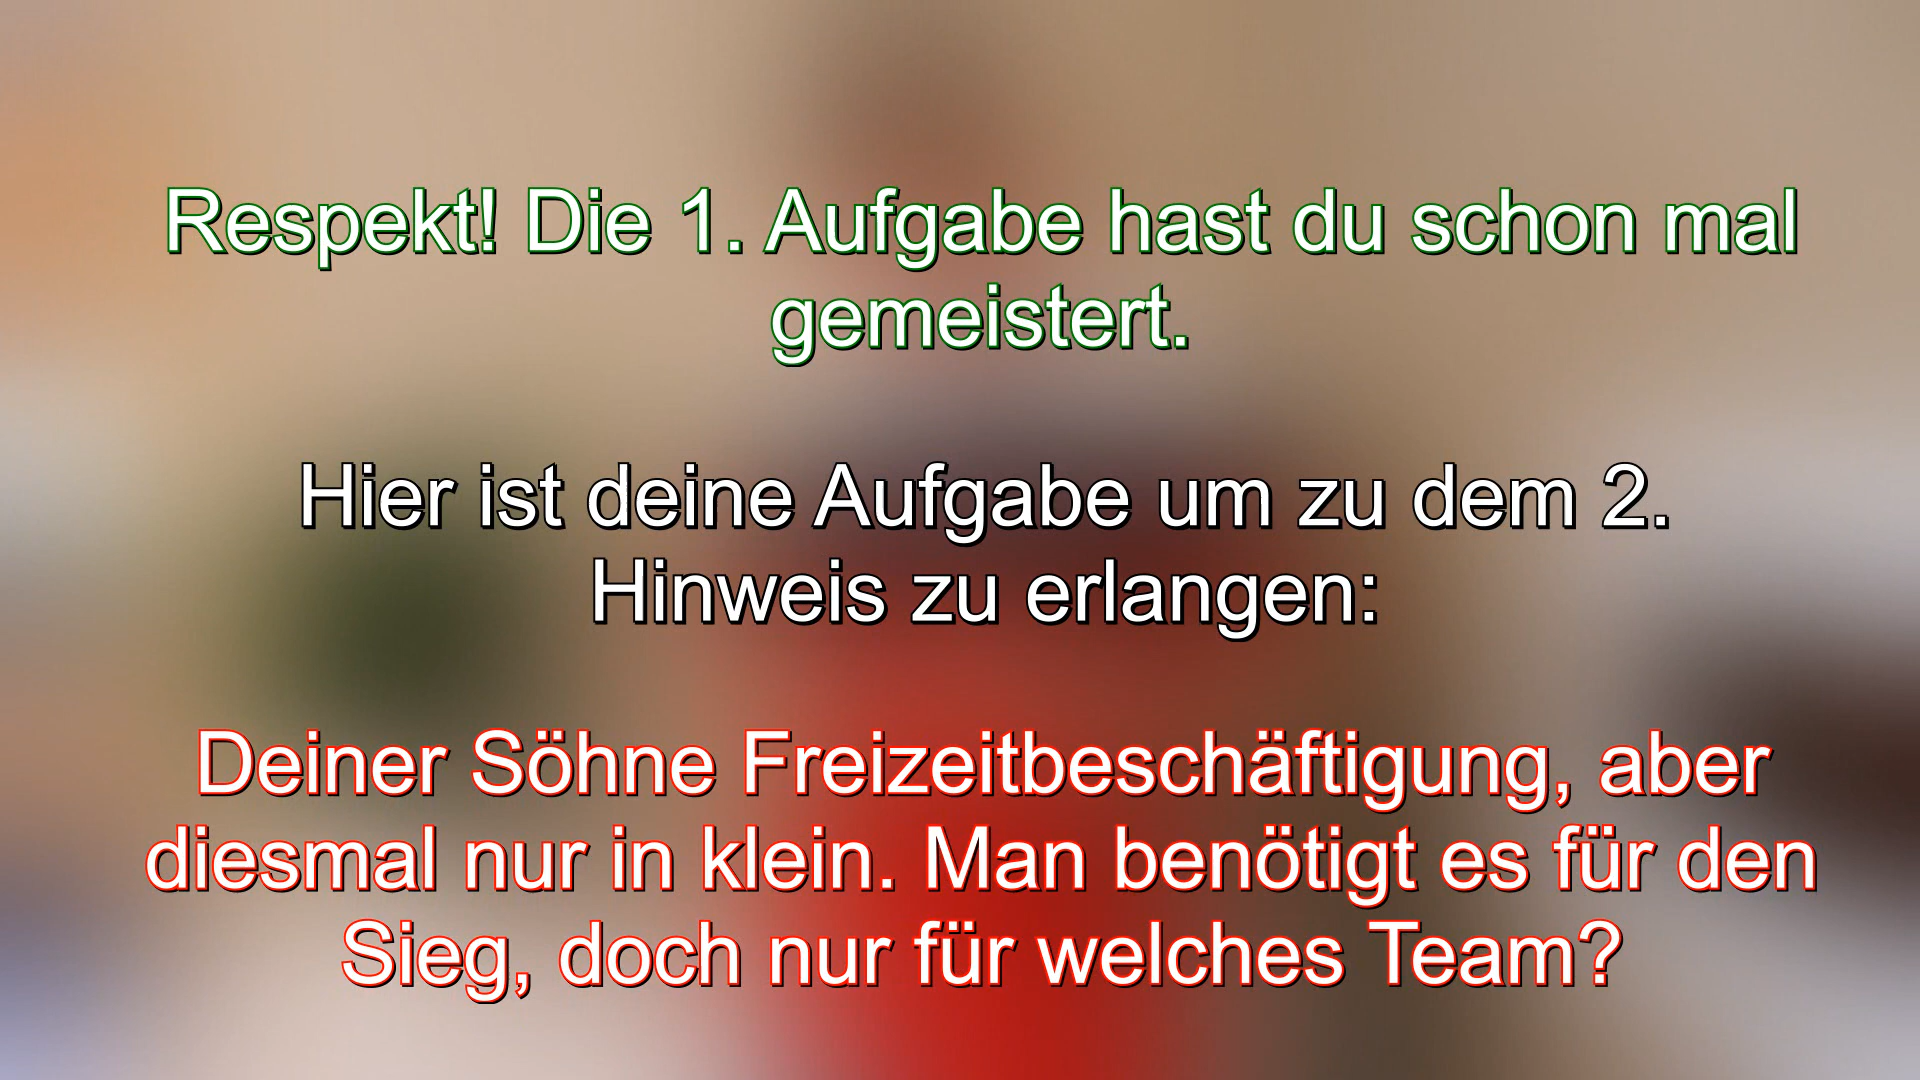 Respekt! Die 1. Aufgabe hast du schon mal
gemeistert.
Hier ist deine Aufgabe um zu dem 2.
Hinweis zu erlangen:
Deiner Söhne Freizeitbeschäftigung, aber
diesmal nur in klein. Man benötigt es für den
Sieg, doch nur für welches Team?